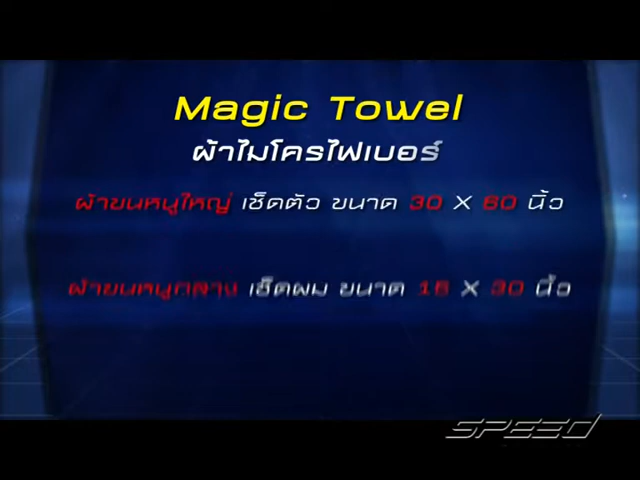 Magic Towel
ผ้าไมโครไฟเบอร์
ผ้าขนหนูใหญ่ เช็ดตัว ขนาด 30 X 60 นิ้ว
ผ้าขนหนูกลาง เช็ดผม ขนาด 15 X 30 นิ้ว
SPEED